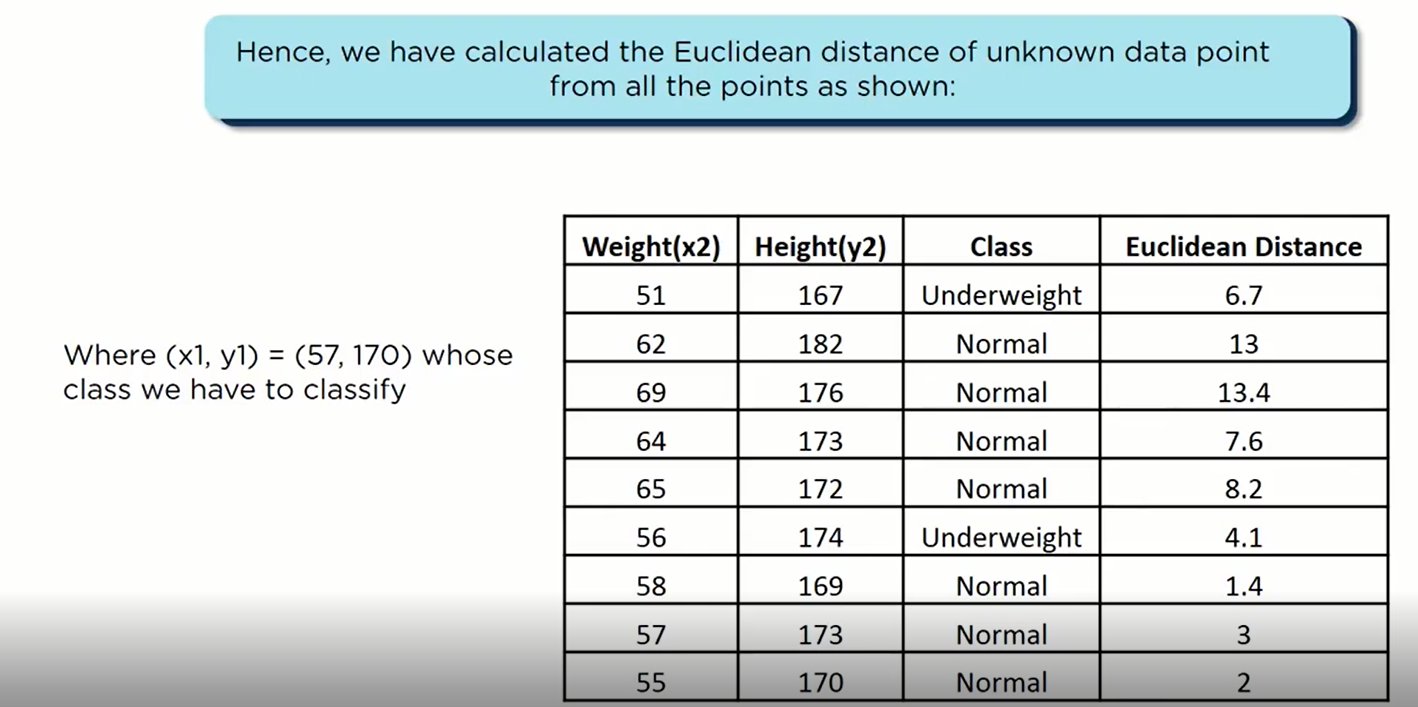 Hence, we have calculated the Euclidean distance of unknown data point
from all the points as shown:
Where (x1, y1) = (57, 170) whose
class we have to classify
Weight(x2) Height(y2) Class Euclidean Distance
51 167 Underweight 6.7
62 182 Normal 13
69 176 Normal 13.4
64 173 Normal 7.6
65 172 Normal 8.2
56 174 Underweight 4.1
58 169 Normal 1.4
57 173 Normal 3
55 170 Normal 2